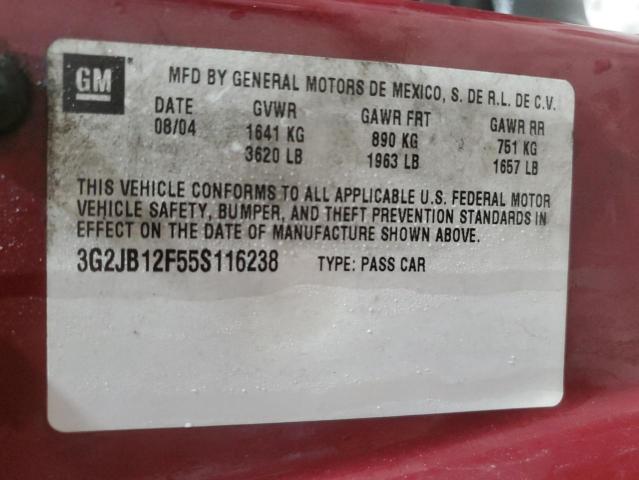 GM
MFD BY GENERAL MOTORS DE MEXICO, S. DE R.L. DE C.V.
DATE GVWR GAWR FRT GAWR RR
08/04 1641 KG 890 KG 751 KG
3620 LB 1963 LB 1657 LB
THIS VEHICLE CONFORMS TO ALL APPLICABLE U.S. FEDERAL MOTOR
VEHICLE SAFETY, BUMPER, AND THEFT PREVENTION STANDARDS IN
EFFECT ON THE DATE OF MANUFACTURE SHOWN ABOVE.
3G2JB12F55S116238 TYPE: PASS CAR